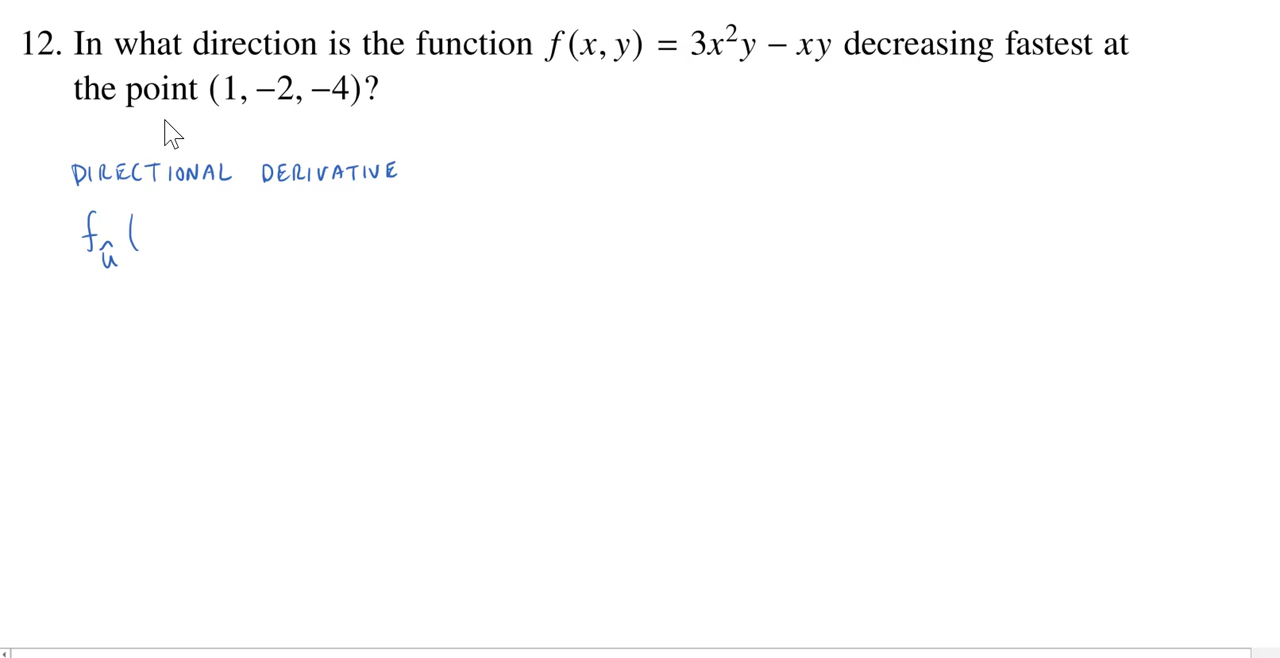 12. In what direction is the function f(x, y) = 3x²y − xy decreasing fastest at
the point (1, −2, −4)?
DIRECTIONAL DERIVATIVE
f_û (